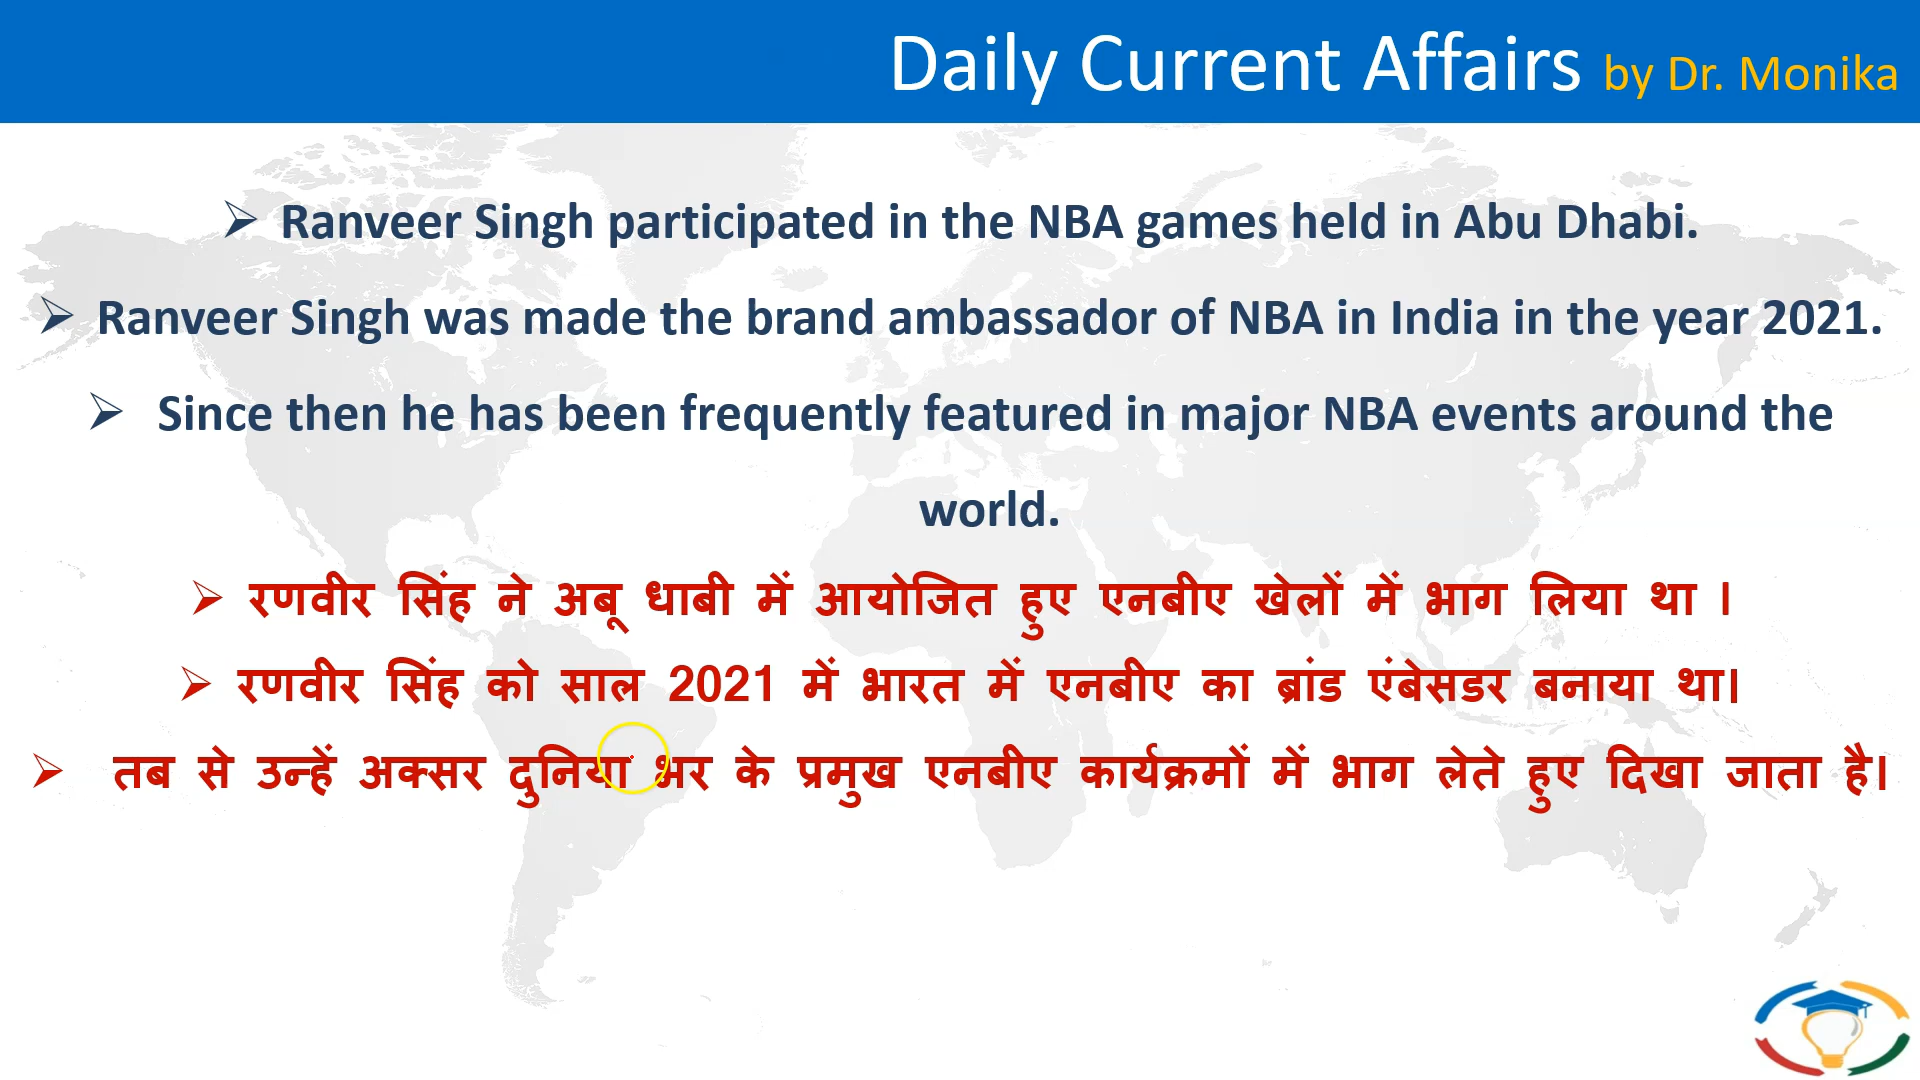 Daily Current Affairs by Dr. Monika
➢ Ranveer Singh participated in the NBA games held in Abu Dhabi.
➢ Ranveer Singh was made the brand ambassador of NBA in India in the year 2021.
➢ Since then he has been frequently featured in major NBA events around the
world.
➢ रणवीर सिंह ने अबू धाबी में आयोजित हुए एनबीए खेलों में भाग लिया था ।
➢ रणवीर सिंह को साल 2021 में भारत में एनबीए का ब्रांड एंबेसडर बनाया था।
➢ तब से उन्हें अक्सर दुनिया भर के प्रमुख एनबीए कार्यक्रमों में भाग लेते हुए दिखा जाता है।